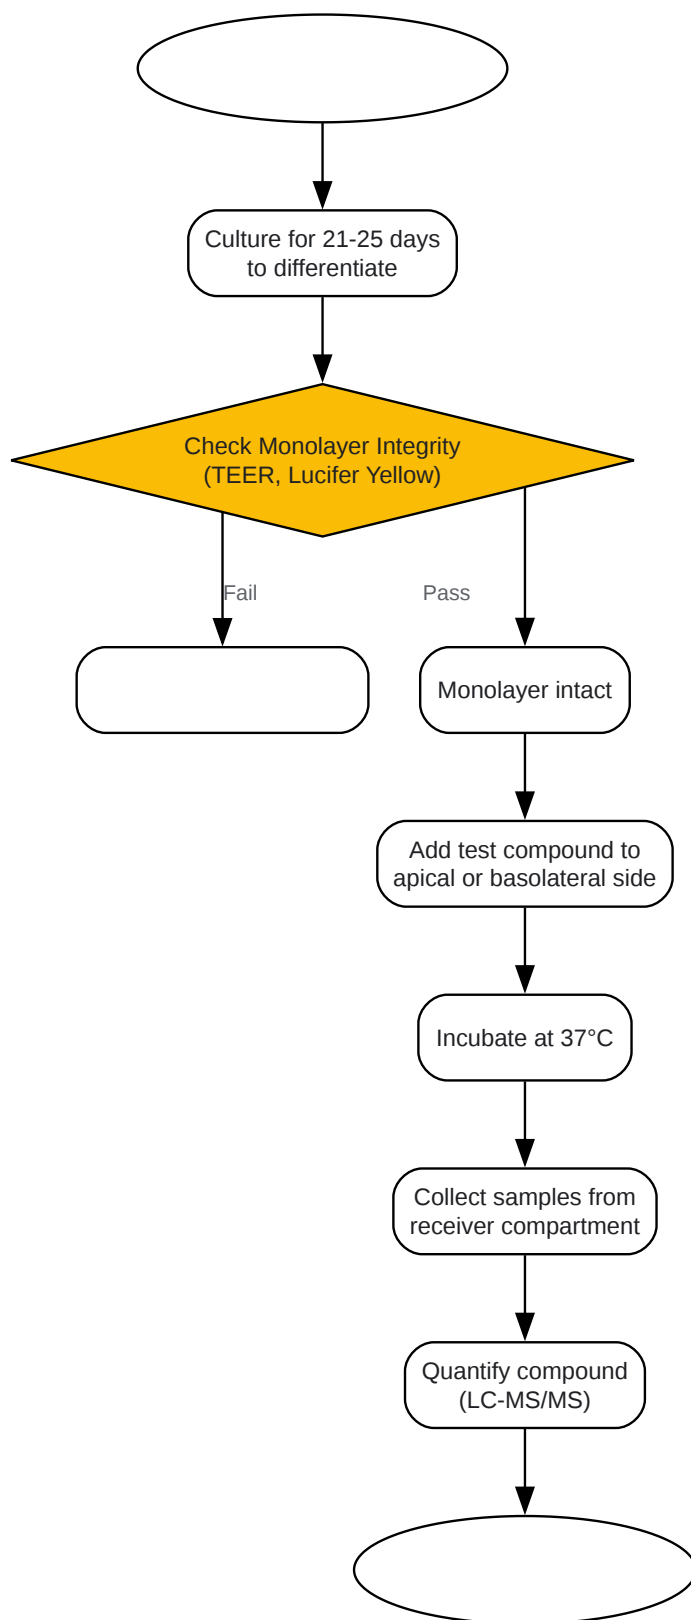 Culture for 21-25 days
to differentiate
Check Monolayer Integrity
(TEER, Lucifer Yellow)
Fail
Pass
Monolayer intact
Add test compound to
apical or basolateral side
Incubate at 37°C
Collect samples from
receiver compartment
Quantify compound
(LC-MS/MS)